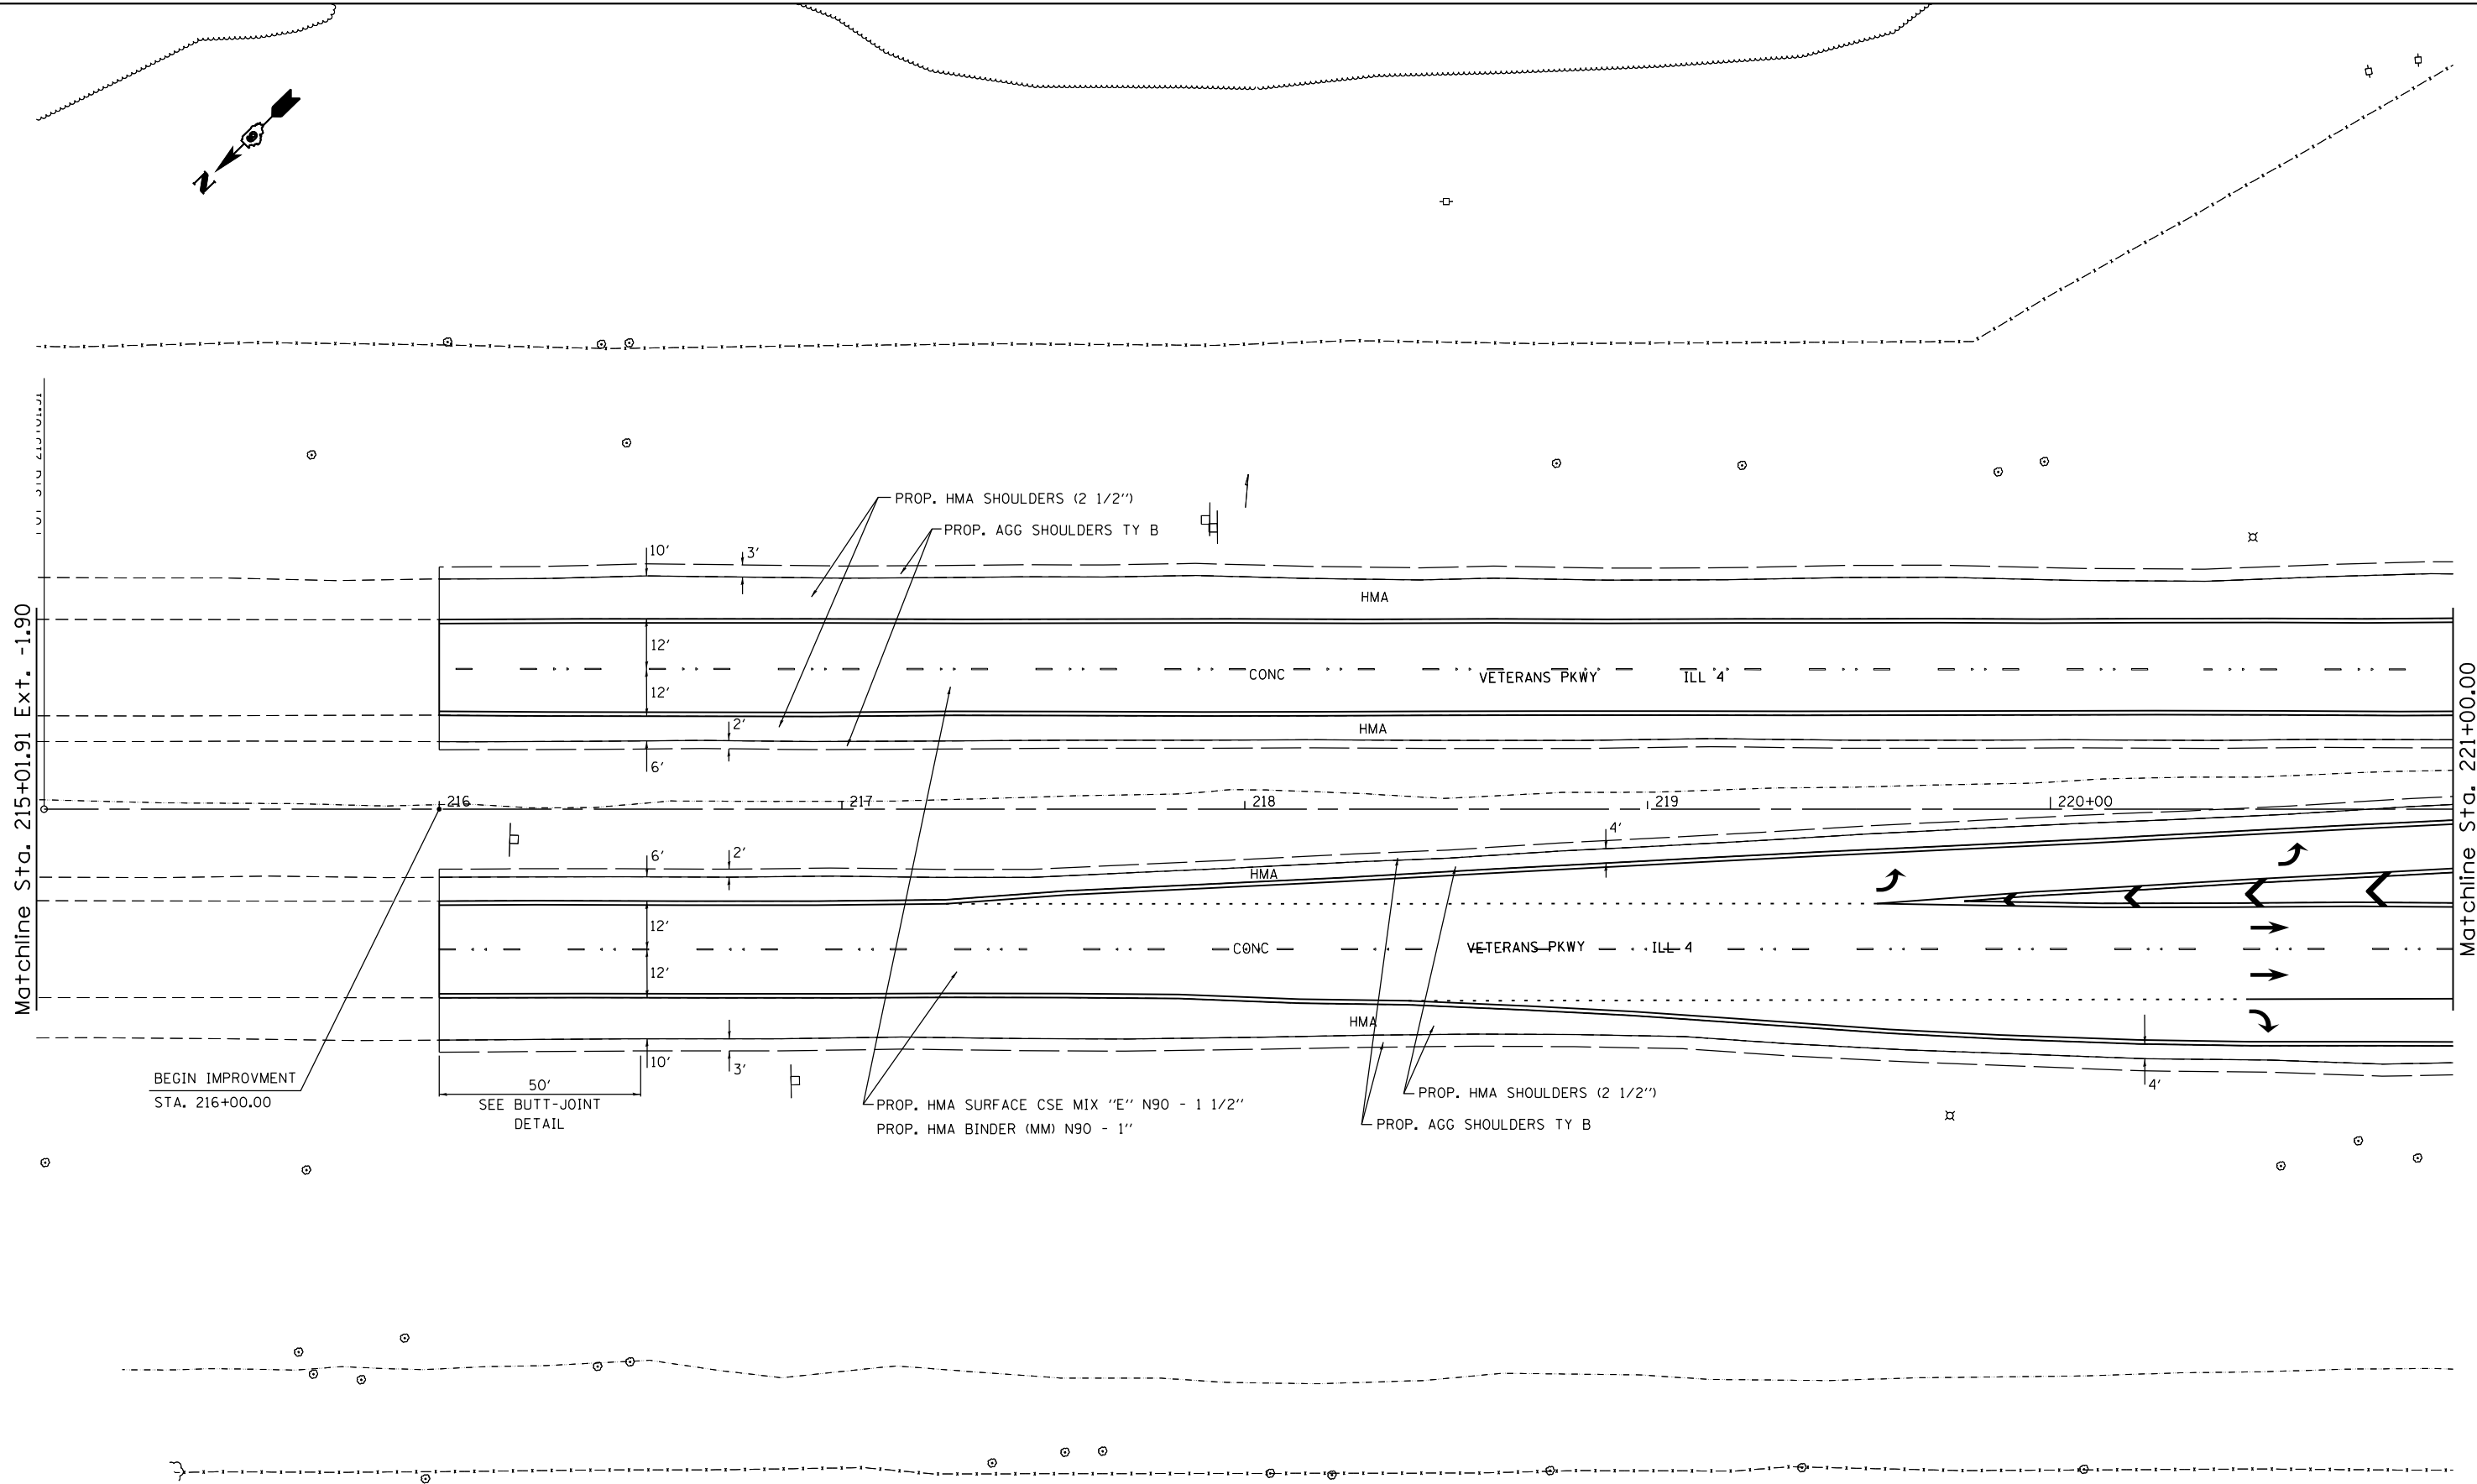 N
PROP. HMA SHOULDERS (2 1/2")
PROP. AGG SHOULDERS TY B
10'
3'
HMA
12'
12'
CONC
VETERANS PKWY
ILL 4
2'
HMA
6'
216
217
218
219
220+00
Matchline Sta. 215+01.91 Ext. -1.90
Matchline Sta. 221+00.00
6'
2'
4'
HMA
12'
12'
CONC
VETERANS PKWY
ILL 4
HMA
10'
3'
4'
BEGIN IMPROVMENT
STA. 216+00.00
50'
SEE BUTT-JOINT
DETAIL
PROP. HMA SURFACE CSE MIX "E" N90 - 1 1/2"
PROP. HMA BINDER (MM) N90 - 1"
PROP. HMA SHOULDERS (2 1/2")
PROP. AGG SHOULDERS TY B